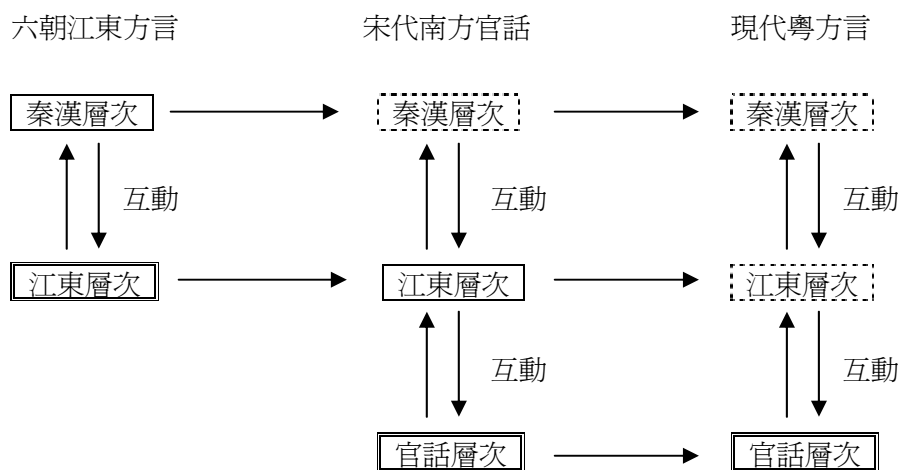 六朝江東方言 宋代南方官話 現代粵方言
秦漢層次 秦漢層次 秦漢層次
互動 互動 互動
江東層次 江東層次 江東層次
互動 互動
官話層次 官話層次